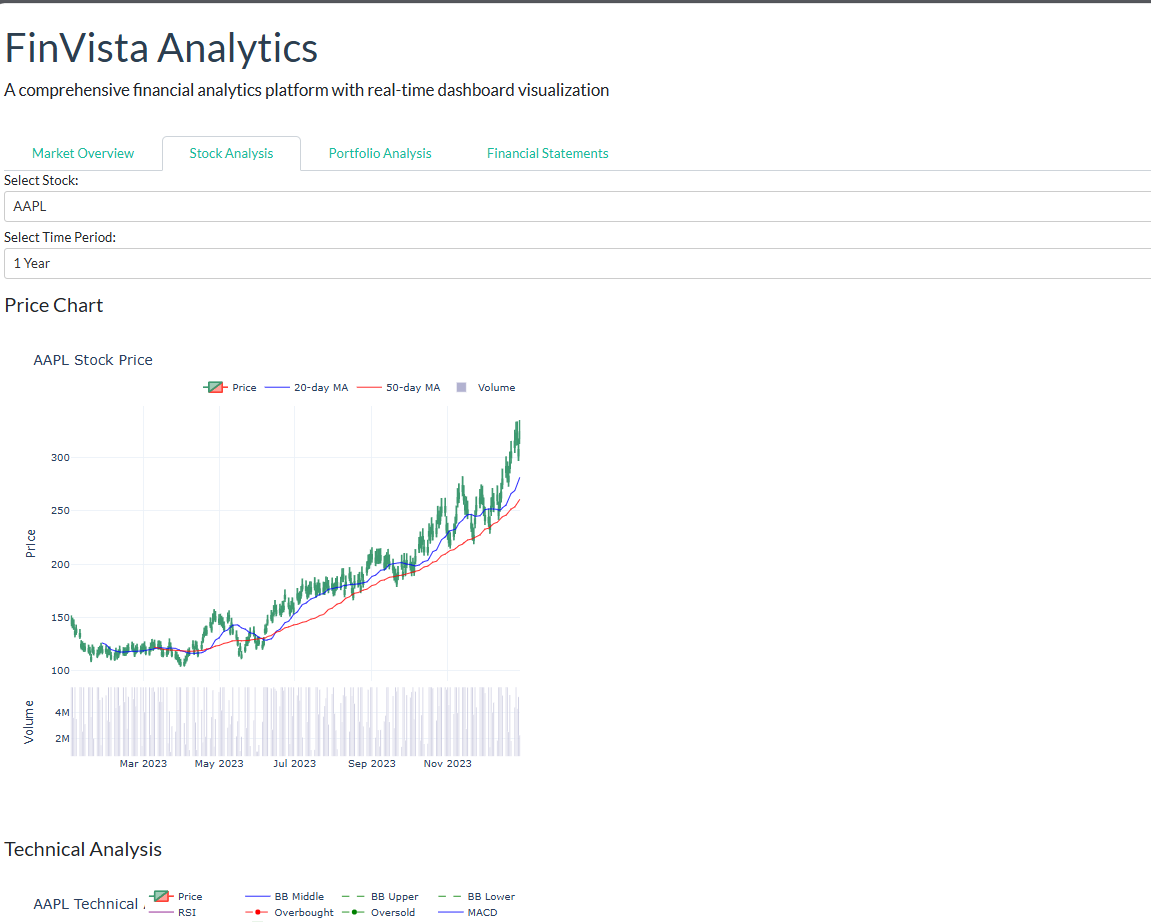 FinVista Analytics
A comprehensive financial analytics platform with real-time dashboard visualization
Market Overview Stock Analysis Portfolio Analysis Financial Statements
Select Stock:
AAPL
Select Time Period:
1 Year
Price Chart
AAPL Stock Price
Price 20-day MA 50-day MA Volume
300
250
200
150
100
Price
4M
2M
Volume
Mar 2023 May 2023 Jul 2023 Sep 2023 Nov 2023
Technical Analysis
AAPL Technical
Price BB Middle BB Upper BB Lower
RSI Overbought Oversold MACD